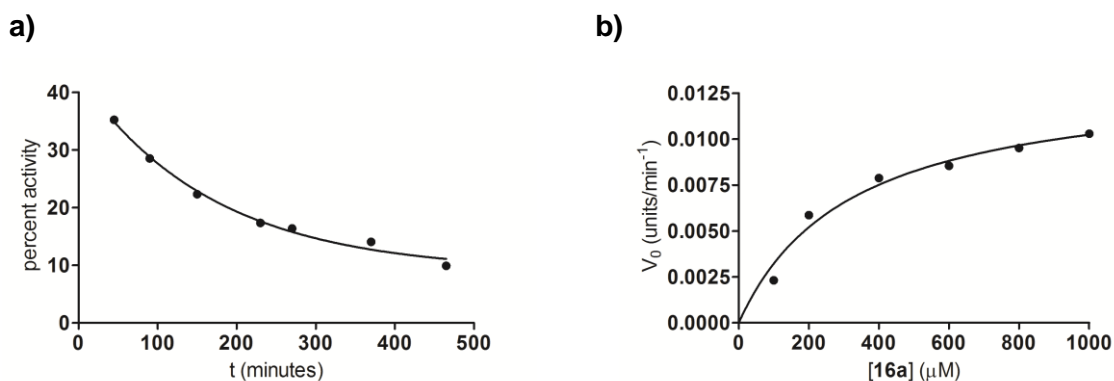 a)
percent activity
40
30
20
10
0
0 100 200 300 400 500
t (minutes)
b)
V0 (units/min-1)
0.0125
0.0100
0.0075
0.0050
0.0025
0.0000
0 200 400 600 800 1000
[16a] (μM)